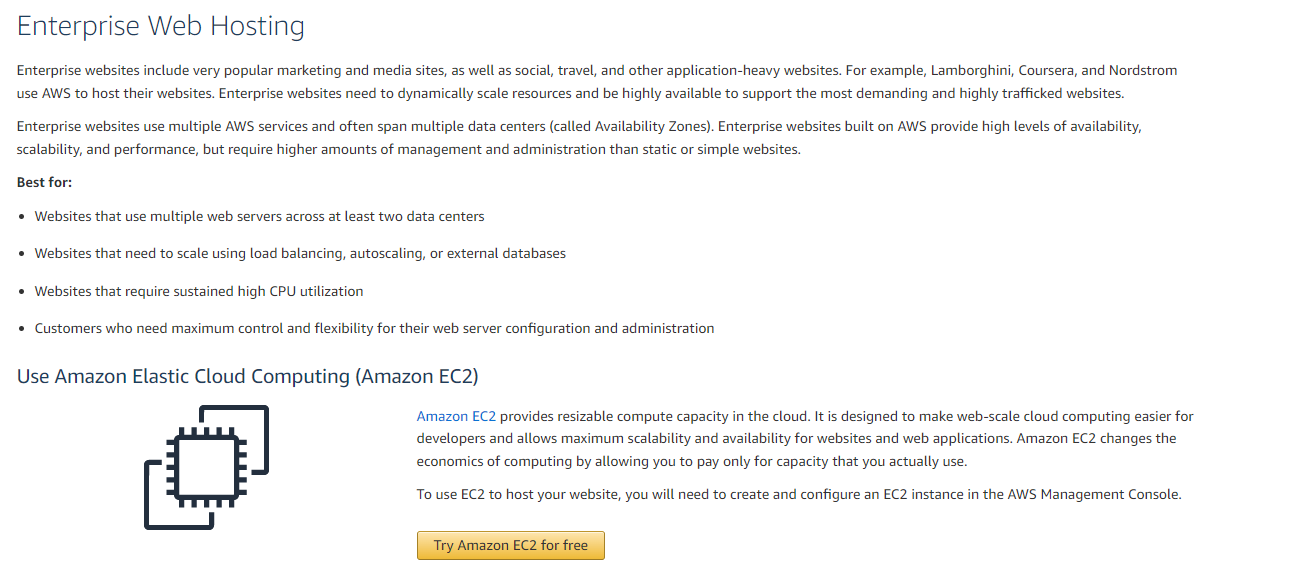 Enterprise Web Hosting
Enterprise websites include very popular marketing and media sites, as well as social, travel, and other application-heavy websites. For example, Lamborghini, Coursera, and Nordstrom
use AWS to host their websites. Enterprise websites need to dynamically scale resources and be highly available to support the most demanding and highly trafficked websites.
Enterprise websites use multiple AWS services and often span multiple data centers (called Availability Zones). Enterprise websites built on AWS provide high levels of availability,
scalability, and performance, but require higher amounts of management and administration than static or simple websites.
Best for:
• Websites that use multiple web servers across at least two data centers
• Websites that need to scale using load balancing, autoscaling, or external databases
• Websites that require sustained high CPU utilization
• Customers who need maximum control and flexibility for their web server configuration and administration
Use Amazon Elastic Cloud Computing (Amazon EC2)
Amazon EC2 provides resizable compute capacity in the cloud. It is designed to make web-scale cloud computing easier for
developers and allows maximum scalability and availability for websites and web applications. Amazon EC2 changes the
economics of computing by allowing you to pay only for capacity that you actually use.
To use EC2 to host your website, you will need to create and configure an EC2 instance in the AWS Management Console.
Try Amazon EC2 for free